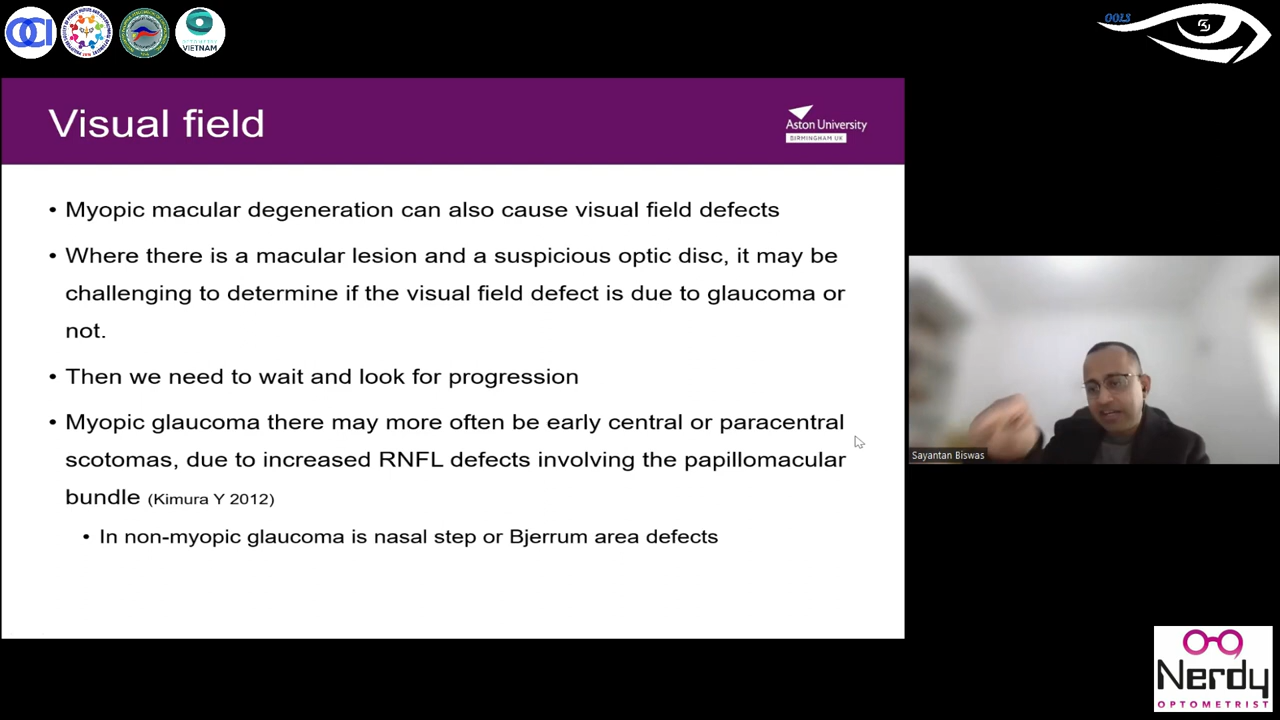 OCI
OPTOMETRY
VIETNAM
OOLS
Visual field
Aston University
BIRMINGHAM UK
• Myopic macular degeneration can also cause visual field defects
• Where there is a macular lesion and a suspicious optic disc, it may be
challenging to determine if the visual field defect is due to glaucoma or
not.
• Then we need to wait and look for progression
• Myopic glaucoma there may more often be early central or paracentral
scotomas, due to increased RNFL defects involving the papillomacular
bundle (Kimura Y 2012)
• In non-myopic glaucoma is nasal step or Bjerrum area defects
Sayantan Biswas
Nerdy
OPTOMETRIST